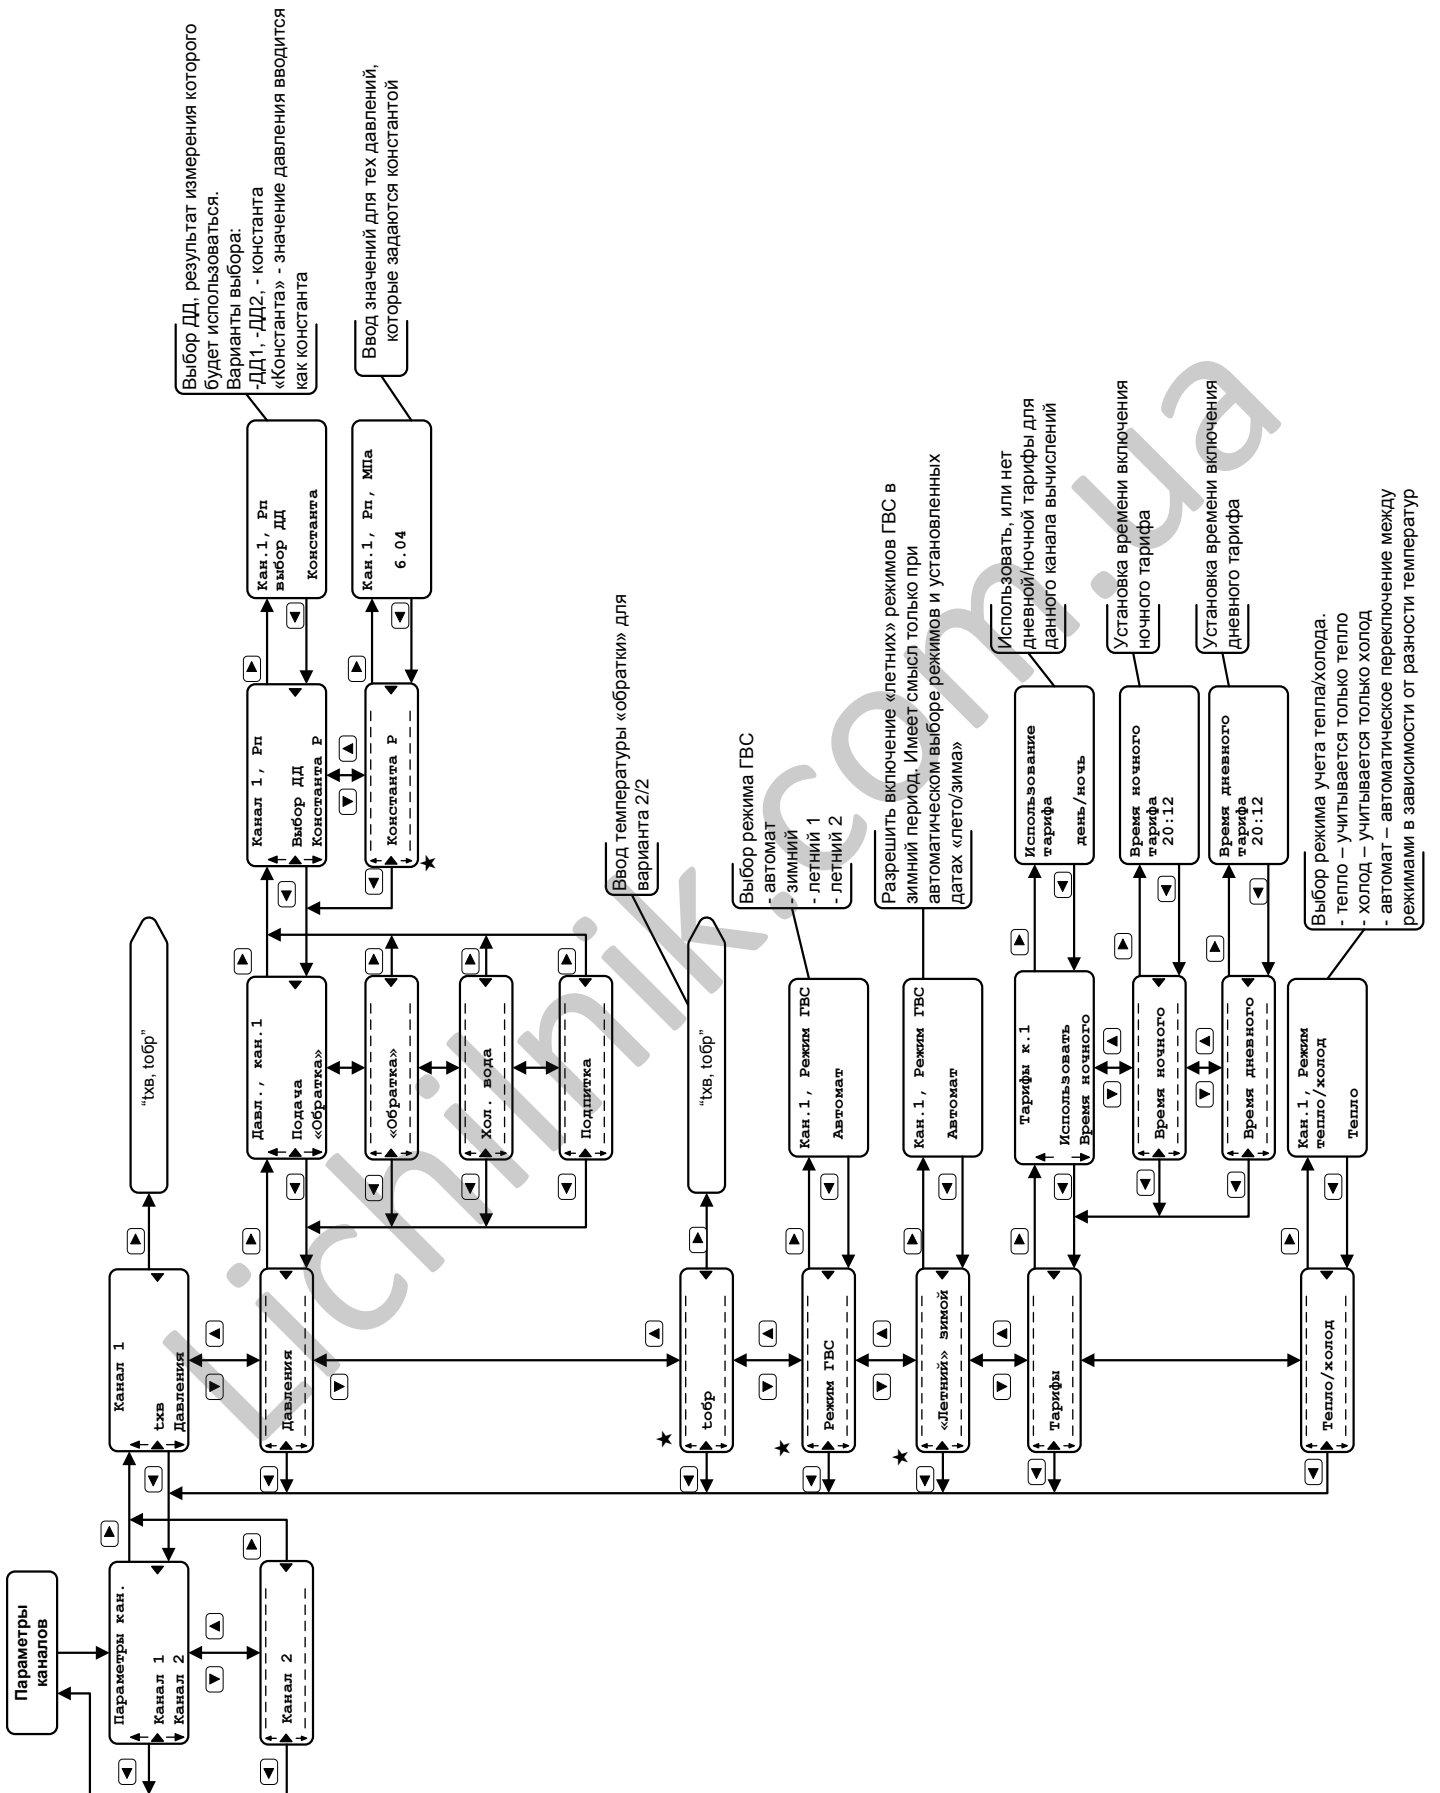 Параметры
каналов
Параметры кан.
Канал 1
Канал 2
Канал 2
Канал 1
tхв
Давления
"tхв, tобр"
Давления
Давл., кан.1
Подача
«Обратка»
«Обратка»
Хол. вода
Подпитка
Канал 1, Рп
Выбор ДД
Константа Р
Константа Р
Кан.1, Рп
выбор ДД
Константа
Кан.1, Рп, МПа
6.04
Выбор ДД, результат измерения которого
будет использоваться.
Варианты выбора:
-ДД1, -ДД2, - константа
«Константа» - значение давления вводится
как константа
Ввод значений для тех давлений,
которые задаются константой
tобр
"tхв, tобр"
Ввод температуры «обратки» для
варианта 2/2
Режим ГВС
Кан.1, Режим ГВС
Автомат
Выбор режима ГВС
- автомат
- зимний
- летний 1
- летний 2
«Летний» зимой
Кан.1, Режим ГВС
Автомат
Разрешить включение «летних» режимов ГВС в
зимний период. Имеет смысл только при
автоматическом выборе режимов и установленных
датах «лето/зима»
Тарифы
Тарифы к.1
Использовать
Время ночного
Время ночного
Время дневного
Использование
тарифа
день/ночь
Использовать, или нет
дневной/ночной тарифы для
данного канала вычислений
Время ночного
тарифа
20:12
Установка времени включения
ночного тарифа
Время дневного
тарифа
20:12
Установка времени включения
дневного тарифа
Тепло/холод
Кан.1, Режим
тепло/холод
Тепло
Выбор режима учета тепла/холода.
- тепло – учитывается только тепло
- холод – учитывается только холод
- автомат – автоматическое переключение между
режимами в зависимости от разности температур
Lichilnik.com.ua